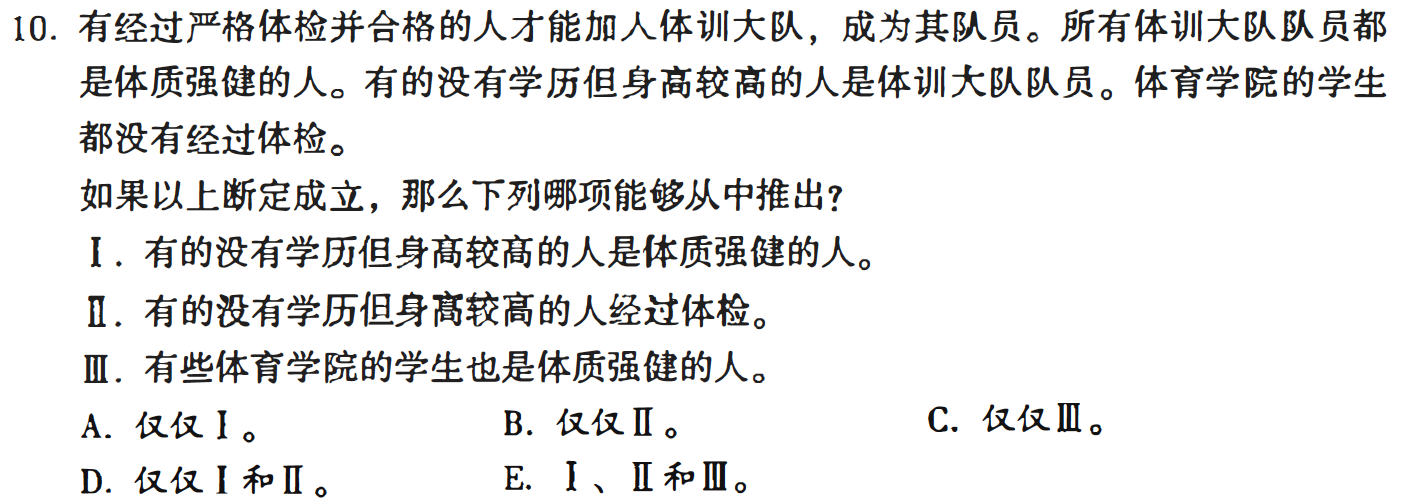 10. 有经过严格体检并合格的人才能加入体训大队，成为其队员。所有体训大队队员都
是体质强健的人。有的没有学历但身高较高的人是体训大队队员。体育学院的学生
都没有经过体检。
如果以上断定成立，那么下列哪项能够从中推出?
Ⅰ. 有的没有学历但身高较高的人是体质强健的人。
Ⅱ. 有的没有学历但身高较高的人经过体检。
Ⅲ. 有些体育学院的学生也是体质强健的人。
A. 仅仅Ⅰ。 B. 仅仅Ⅱ。 C. 仅仅Ⅲ。
D. 仅仅Ⅰ和Ⅱ。 E. Ⅰ、Ⅱ和Ⅲ。